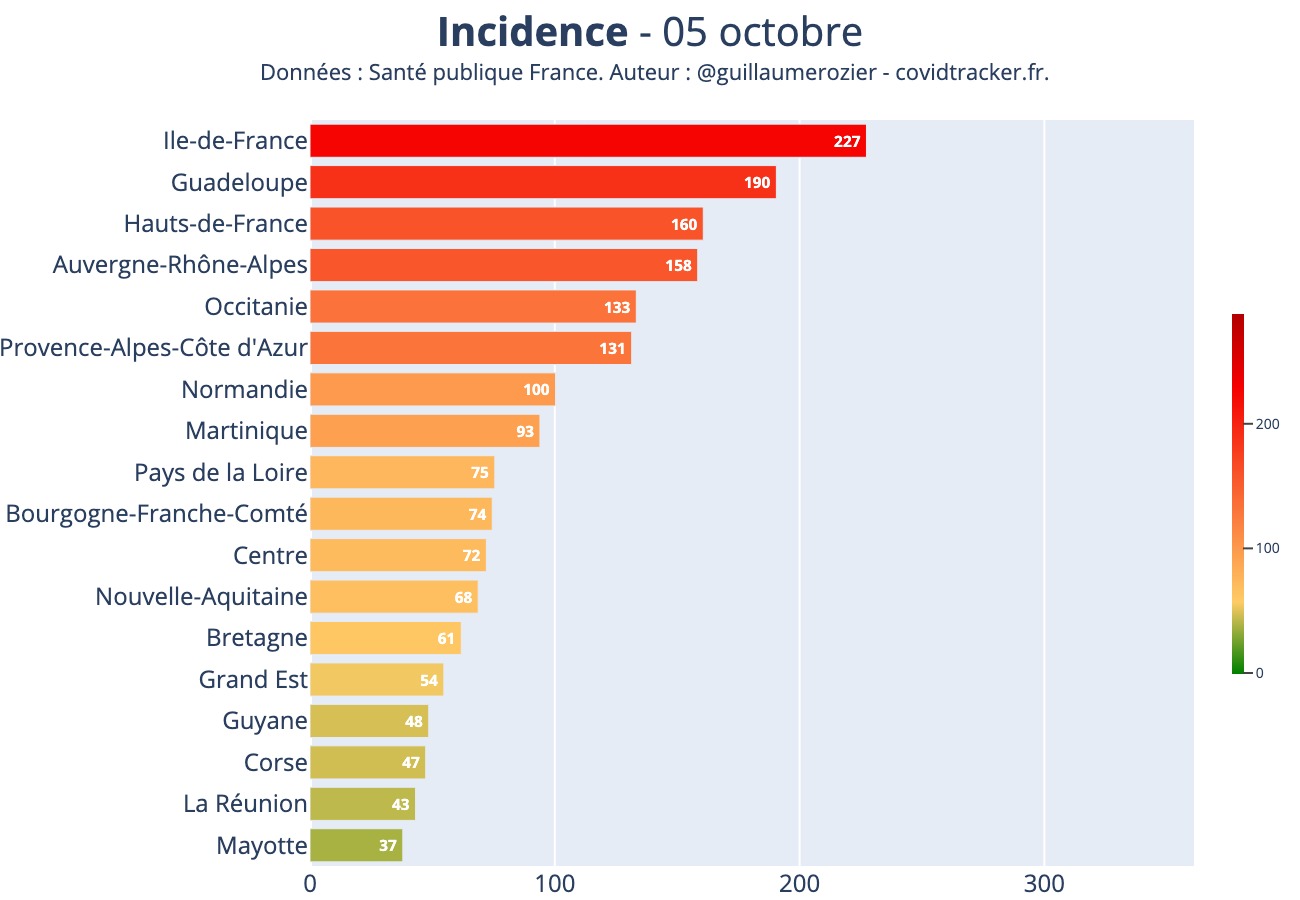 Incidence - 05 octobre
Données : Santé publique France. Auteur : @guillaumerozier - covidtracker.fr.
Ile-de-France 227
Guadeloupe 190
Hauts-de-France 160
Auvergne-Rhône-Alpes 158
Occitanie 133
Provence-Alpes-Côte d'Azur 131
Normandie 100
Martinique 93
Pays de la Loire 75
Bourgogne-Franche-Comté 74
Centre 72
Nouvelle-Aquitaine 68
Bretagne 61
Grand Est 54
Guyane 48
Corse 47
La Réunion 43
Mayotte 37
0 100 200 300
200
100
0